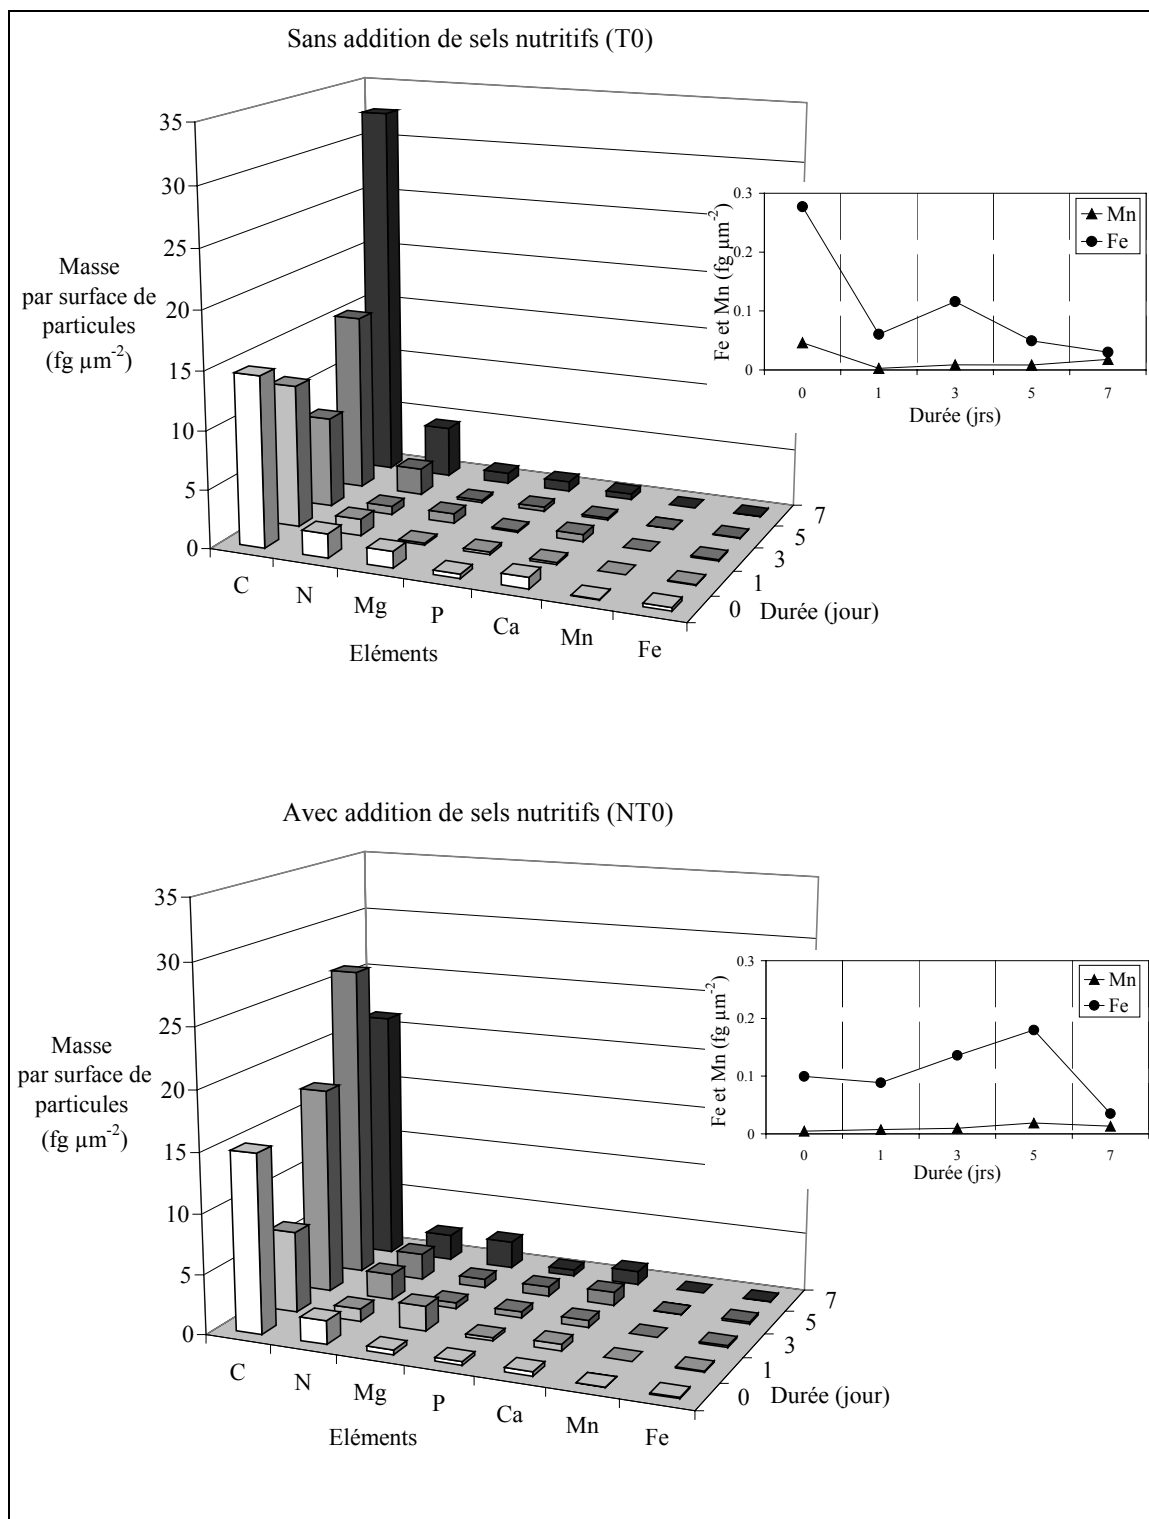 Sans addition de sels nutritifs (T0)
35
30
25
20
15
10
5
0
Masse
par surface de
particules
(fg µm-2)
C
N
Mg
P
Ca
Mn
Fe
Eléments
0
1
3
5
7
Durée (jour)
Fe et Mn (fg µm-2)
0.3
0.2
0.1
0
Mn
Fe
0 1 3 5 7
Durée (jrs)
Avec addition de sels nutritifs (NT0)
35
30
25
20
15
10
5
0
Masse
par surface de
particules
(fg µm-2)
C
N
Mg
P
Ca
Mn
Fe
Eléments
0
1
3
5
7
Durée (jour)
Fe et Mn (fg µm-2)
0.3
0.2
0.1
0
Mn
Fe
0 1 3 5 7
Durée (jrs)